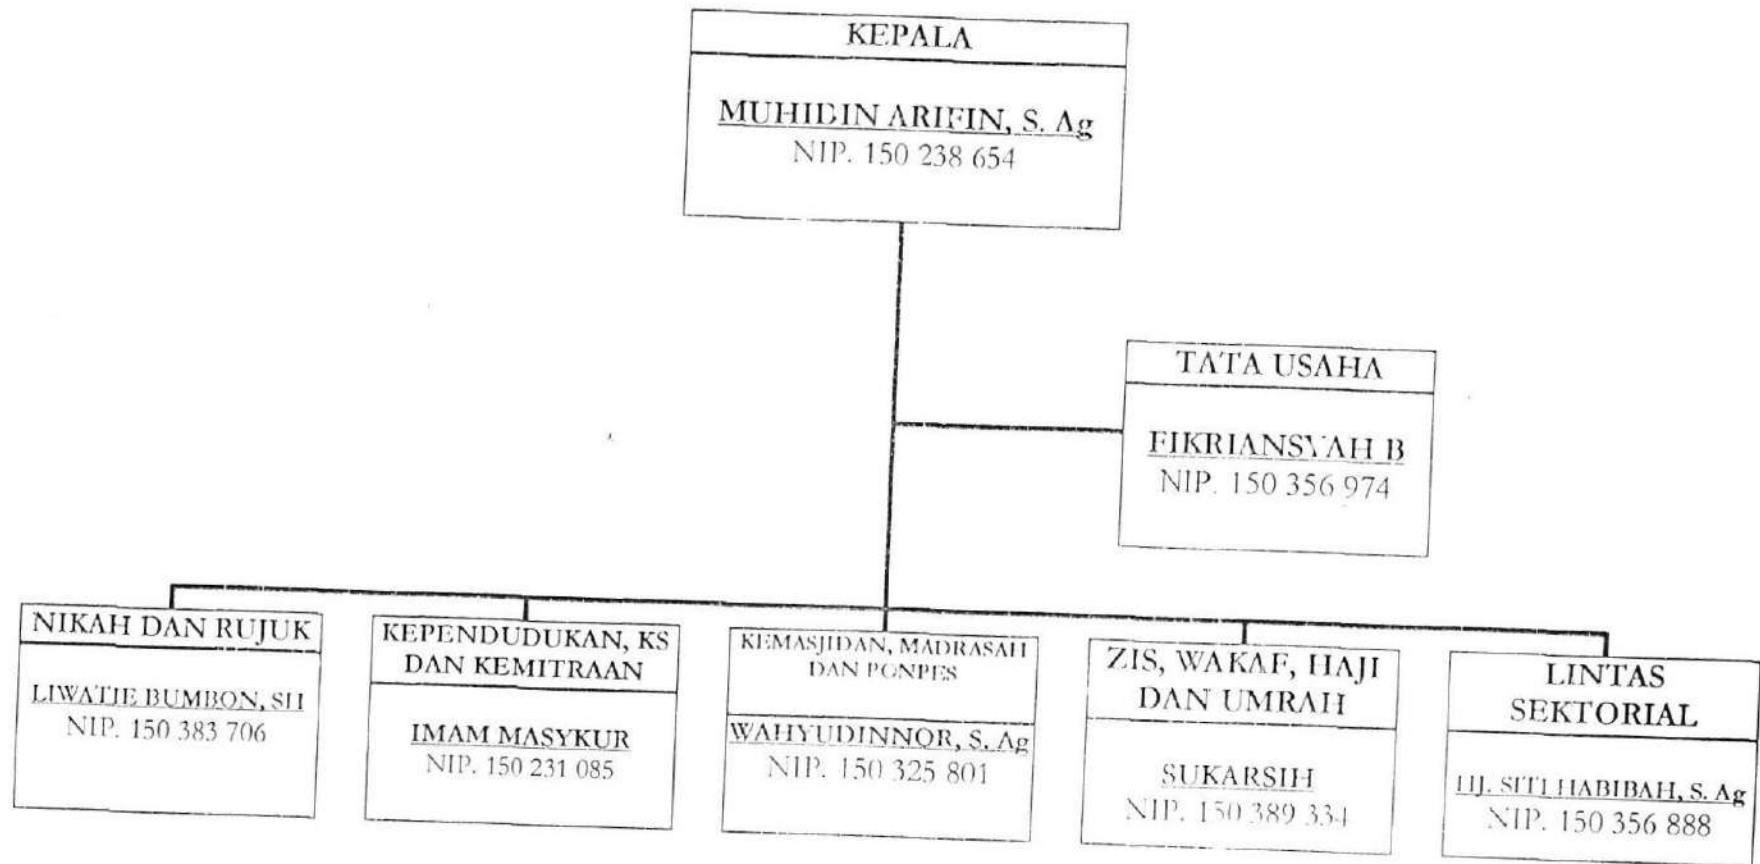 KEPALA
MUHIDIN ARIFIN, S. Ag
NIP. 150 238 654
TATA USAHA
FIKRIANSYAH B
NIP. 150 356 974
NIKAH DAN RUJUK
LIWATIE BUMBON, SH
NIP. 150 383 706
KEPENDUDUKAN, KS
DAN KEMITRAAN
IMAM MASYKUR
NIP. 150 231 085
KEMASJIDAN, MADRASAH
DAN PONPES
WAHYUDINNOR, S. Ag
NIP. 150 325 801
ZIS, WAKAF, HAJI
DAN UMRAH
SUKARSIH
NIP. 150 389 334
LINTAS
SEKTORIAL
HJ. SITI HABIBAH, S. Ag
NIP. 150 356 888